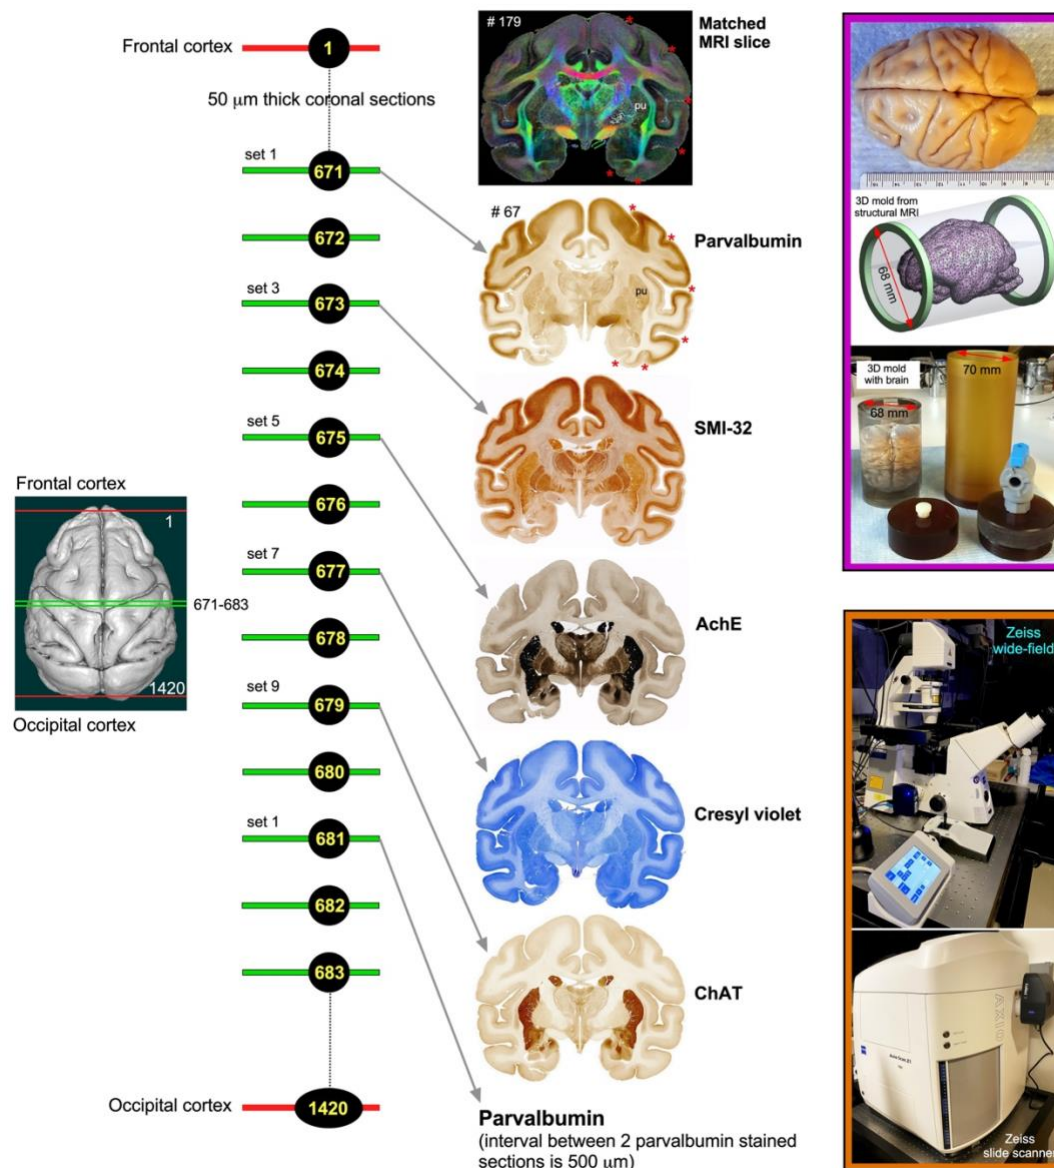 Frontal cortex
1
50 μm thick coronal sections
set 1
671
672
set 3
673
674
set 5
675
676
set 7
677
678
set 9
679
680
set 1
681
682
683
Occipital cortex
1420
Frontal cortex
1
671-683
1420
Occipital cortex
# 179
Matched
MRI slice
pu
# 67
Parvalbumin
pu
SMI-32
AchE
Cresyl violet
ChAT
Parvalbumin
(interval between 2 parvalbumin stained
sections is 500 μm)
3D mold from
structural MRI
68 mm
3D mold
with brain
70 mm
68 mm
Zeiss
wide-field
AXIO
Zeiss
slide scanner